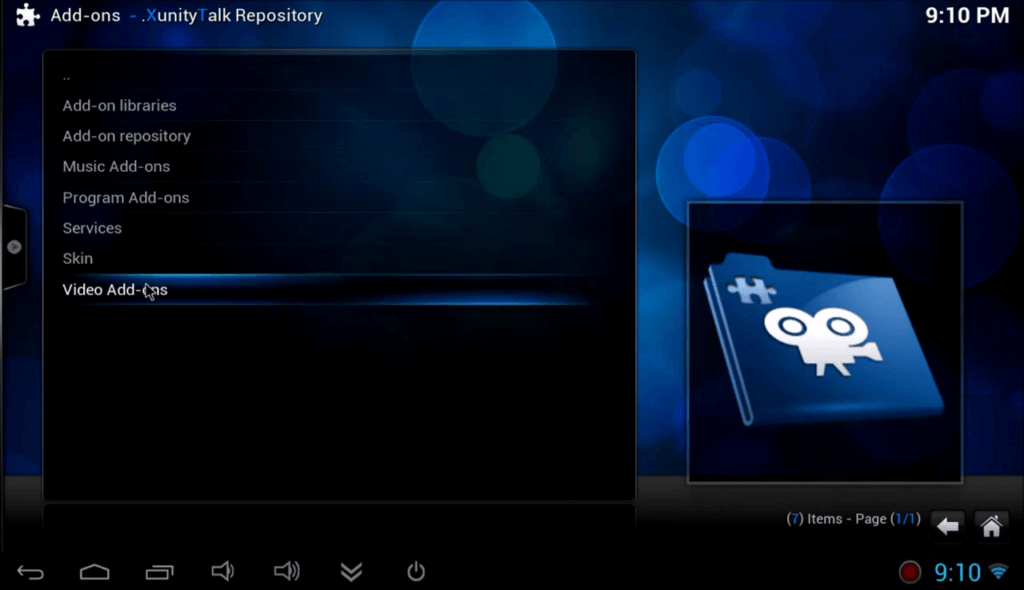 Add-ons - .XunityTalk Repository
9:10 PM
..
Add-on libraries
Add-on repository
Music Add-ons
Program Add-ons
Services
Skin
Video Add-ons
(7) Items - Page (1/1)
9:10